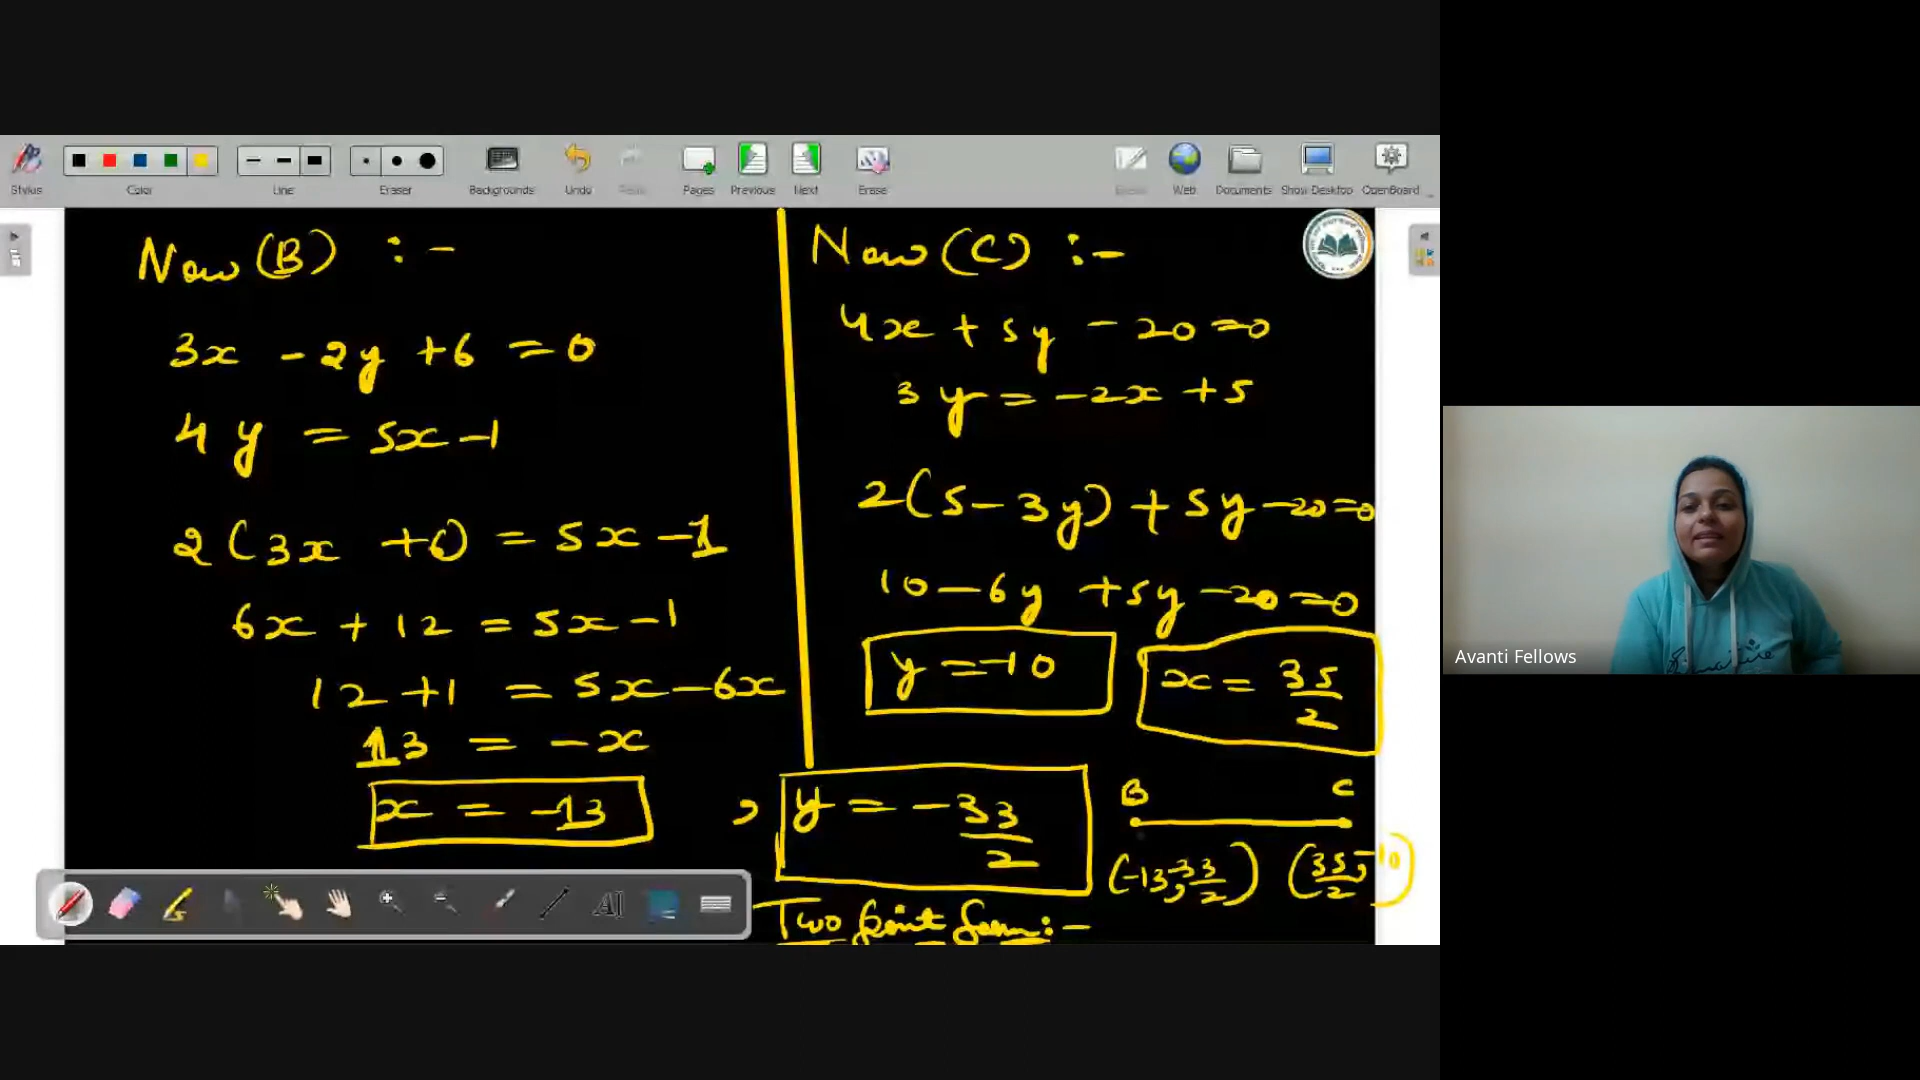 Stylus Color Line Eraser Backgrounds Undo Pages Previous Next Erase Web Documents Show Desktop OpenBoard
Now (B) :-
3x - 2y + 6 = 0
4y = 5x - 1
2(3x + 6) = 5x - 1
6x + 12 = 5x - 1
12 + 1 = 5x - 6x
13 = -x
x = -13 , y = -33/2
Now (C) :-
4x + 5y - 20 = 0
3y = -2x + 5
2(5 - 3y) + 5y - 20 = 0
10 - 6y + 5y - 20 = 0
y = -10 x = 35/2
B C
(-13, -33/2) (35/2, -10)
Two point form :-
Avanti Fellows